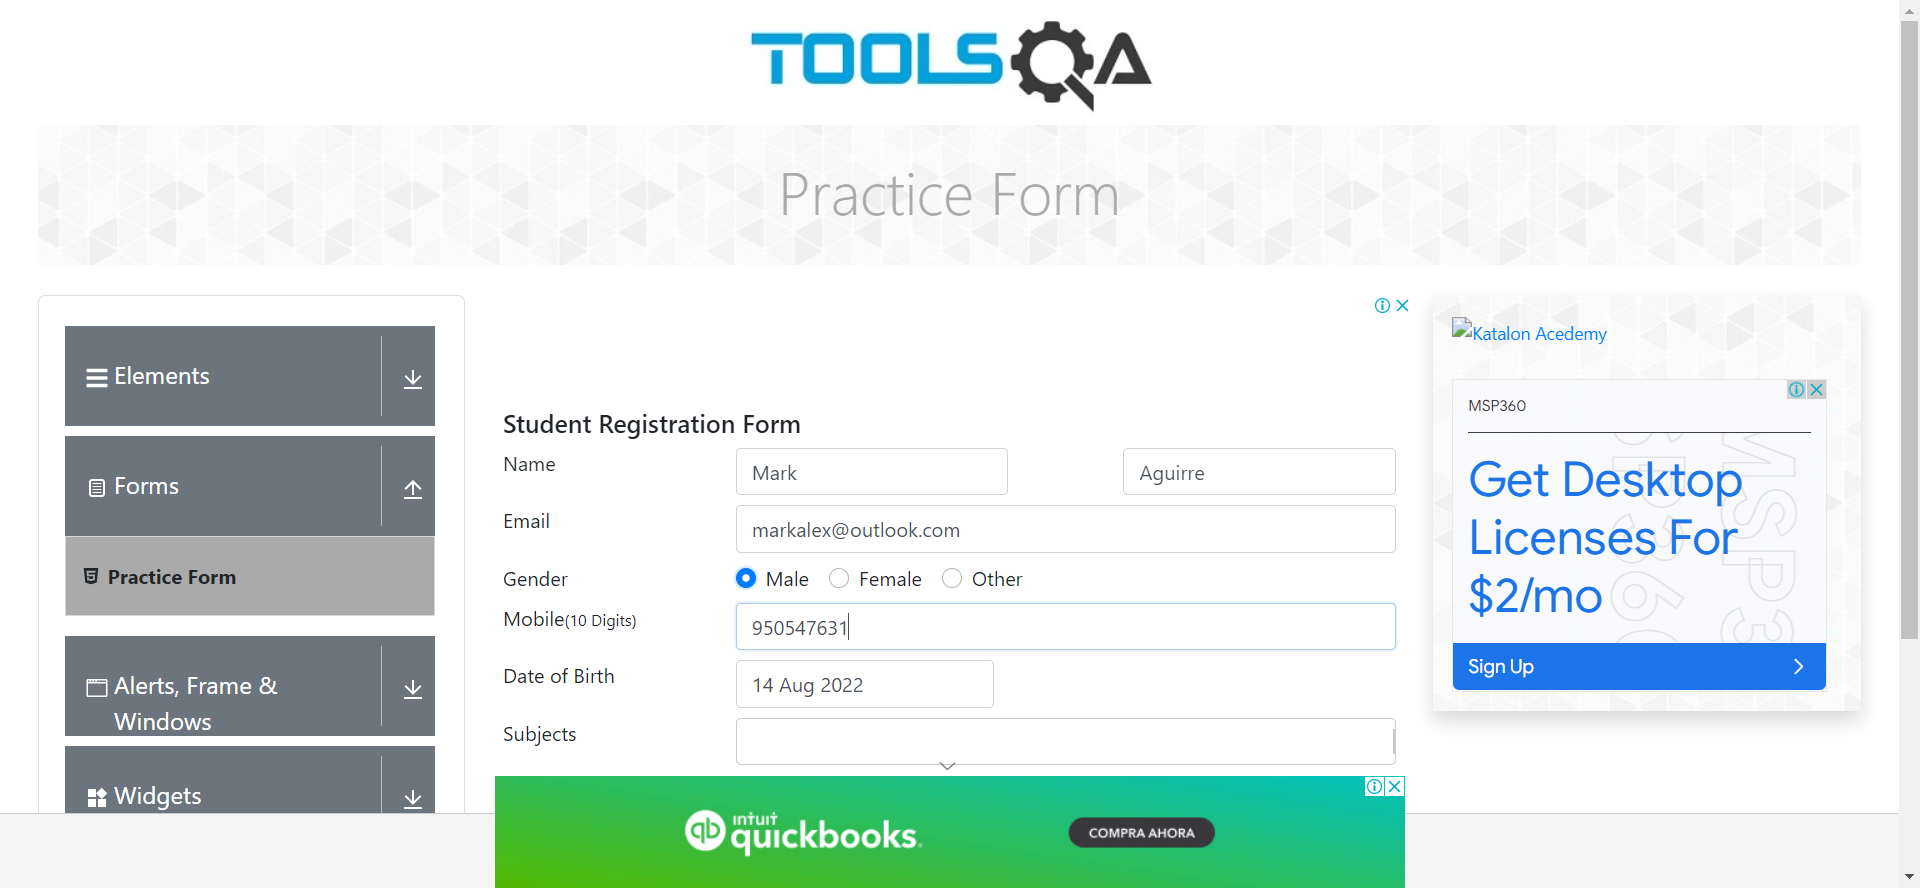 TOOLSQA
Practice Form
Elements
Forms
Practice Form
Alerts, Frame &
Windows
Widgets
Student Registration Form
Name
Mark
Aguirre
Email
markalex@outlook.com
Gender
Male
Female
Other
Mobile(10 Digits)
950547631
Date of Birth
14 Aug 2022
Subjects
Katalon Acedemy
MSP360
Get Desktop
Licenses For
$2/mo
Sign Up
qb
intuit
quickbooks.
COMPRA AHORA